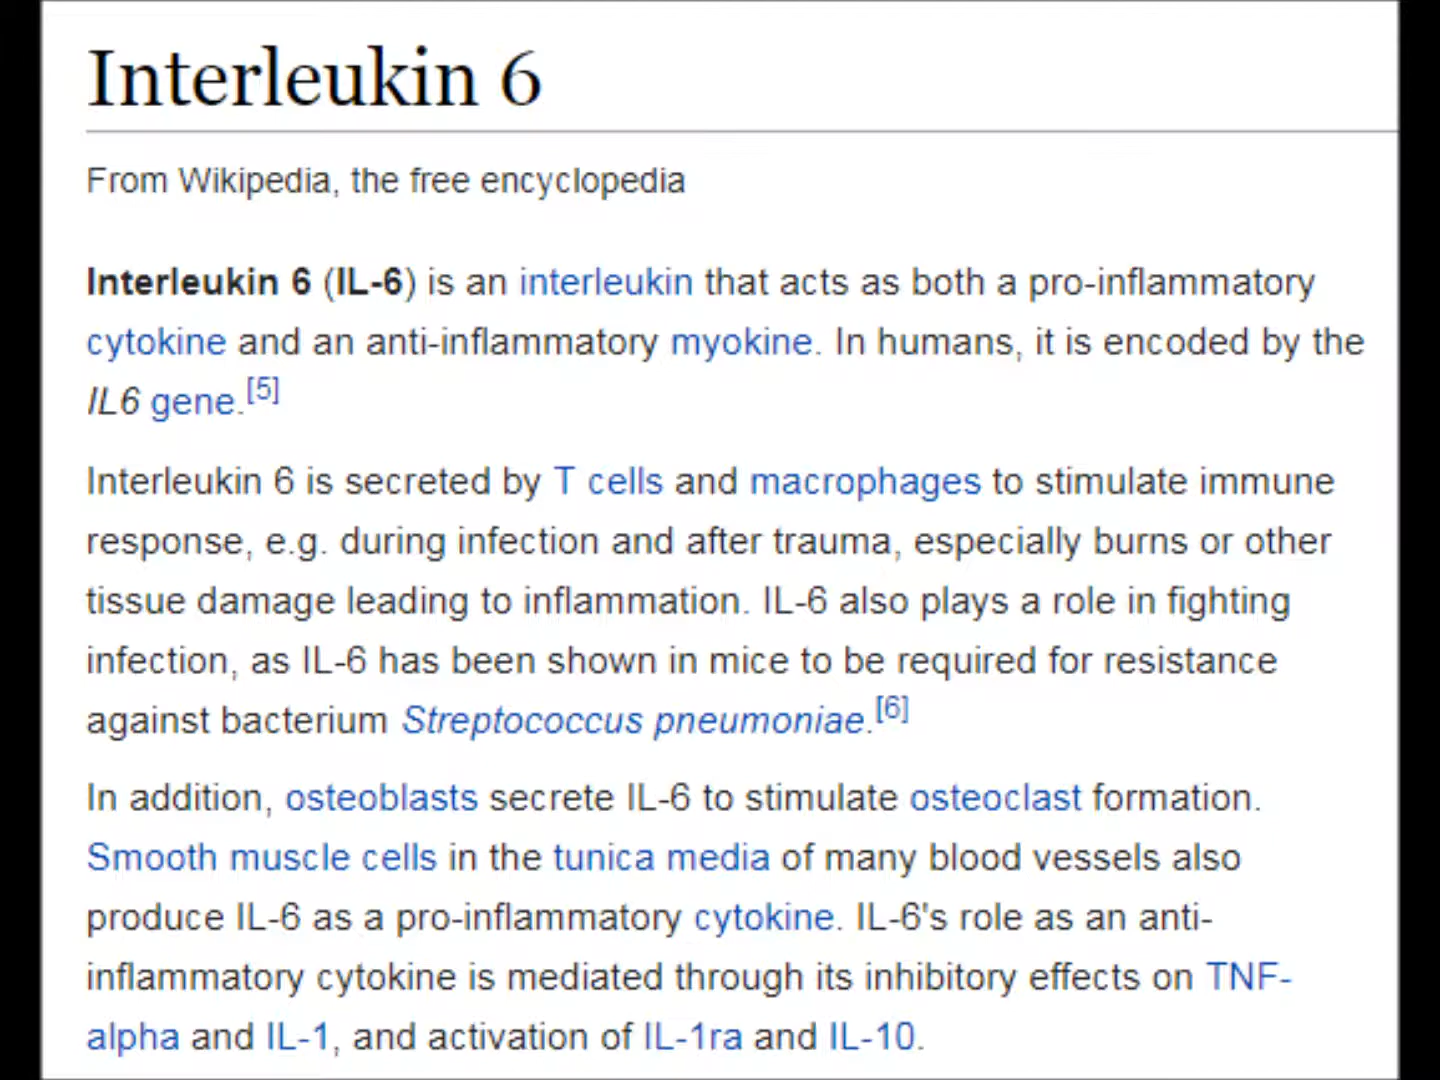 Interleukin 6
From Wikipedia, the free encyclopedia
Interleukin 6 (IL-6) is an interleukin that acts as both a pro-inflammatory
cytokine and an anti-inflammatory myokine. In humans, it is encoded by the
IL6 gene.[5]
Interleukin 6 is secreted by T cells and macrophages to stimulate immune
response, e.g. during infection and after trauma, especially burns or other
tissue damage leading to inflammation. IL-6 also plays a role in fighting
infection, as IL-6 has been shown in mice to be required for resistance
against bacterium Streptococcus pneumoniae.[6]
In addition, osteoblasts secrete IL-6 to stimulate osteoclast formation.
Smooth muscle cells in the tunica media of many blood vessels also
produce IL-6 as a pro-inflammatory cytokine. IL-6's role as an anti-
inflammatory cytokine is mediated through its inhibitory effects on TNF-
alpha and IL-1, and activation of IL-1ra and IL-10.